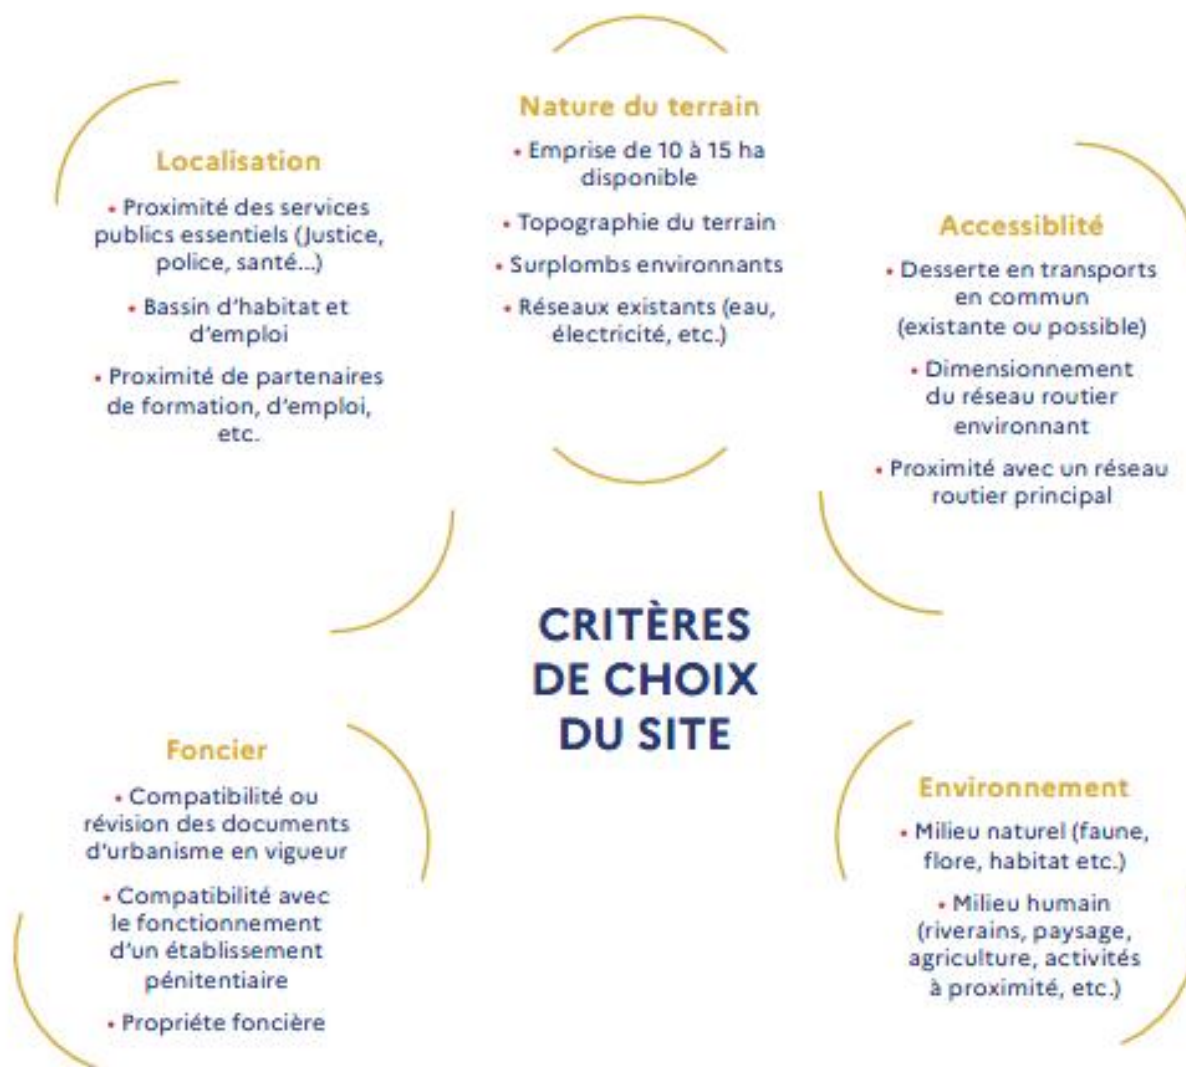 Nature du terrain
• Emprise de 10 à 15 ha
disponible
• Topographie du terrain
• Surplombs environnants
• Réseaux existants (eau,
électricité, etc.)
Localisation
• Proximité des services
publics essentiels (Justice,
police, santé...)
• Bassin d'habitat et
d'emploi
• Proximité de partenaires
de formation, d'emploi,
etc.
Accessiblité
• Desserte en transports
en commun
(existante ou possible)
• Dimensionnement
du réseau routier
environnant
• Proximité avec un réseau
routier principal
CRITÈRES
DE CHOIX
DU SITE
Foncier
• Compatibilité ou
révision des documents
d'urbanisme en vigueur
• Compatibilité avec
le fonctionnement
d'un établissement
pénitentiaire
• Propriéte foncière
Environnement
• Milieu naturel (faune,
flore, habitat etc.)
• Milieu humain
(riverains, paysage,
agriculture, activités
à proximité, etc.)